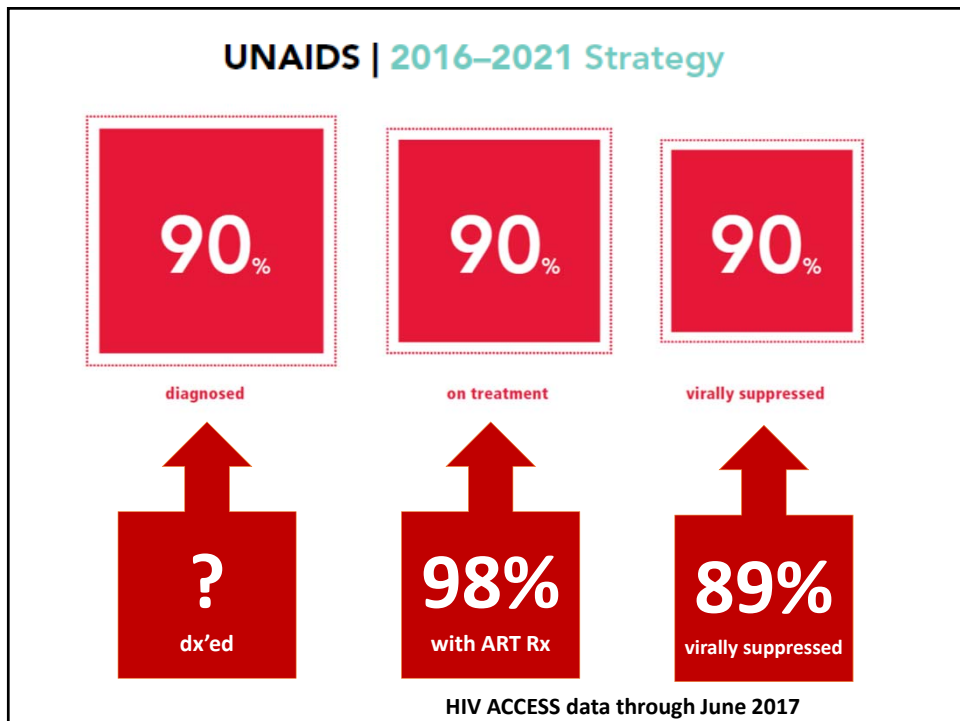 UNAIDS | 2016–2021 Strategy
90%
90%
90%
diagnosed
on treatment
virally suppressed
?
dx’ed
98%
with ART Rx
89%
virally suppressed
HIV ACCESS data through June 2017